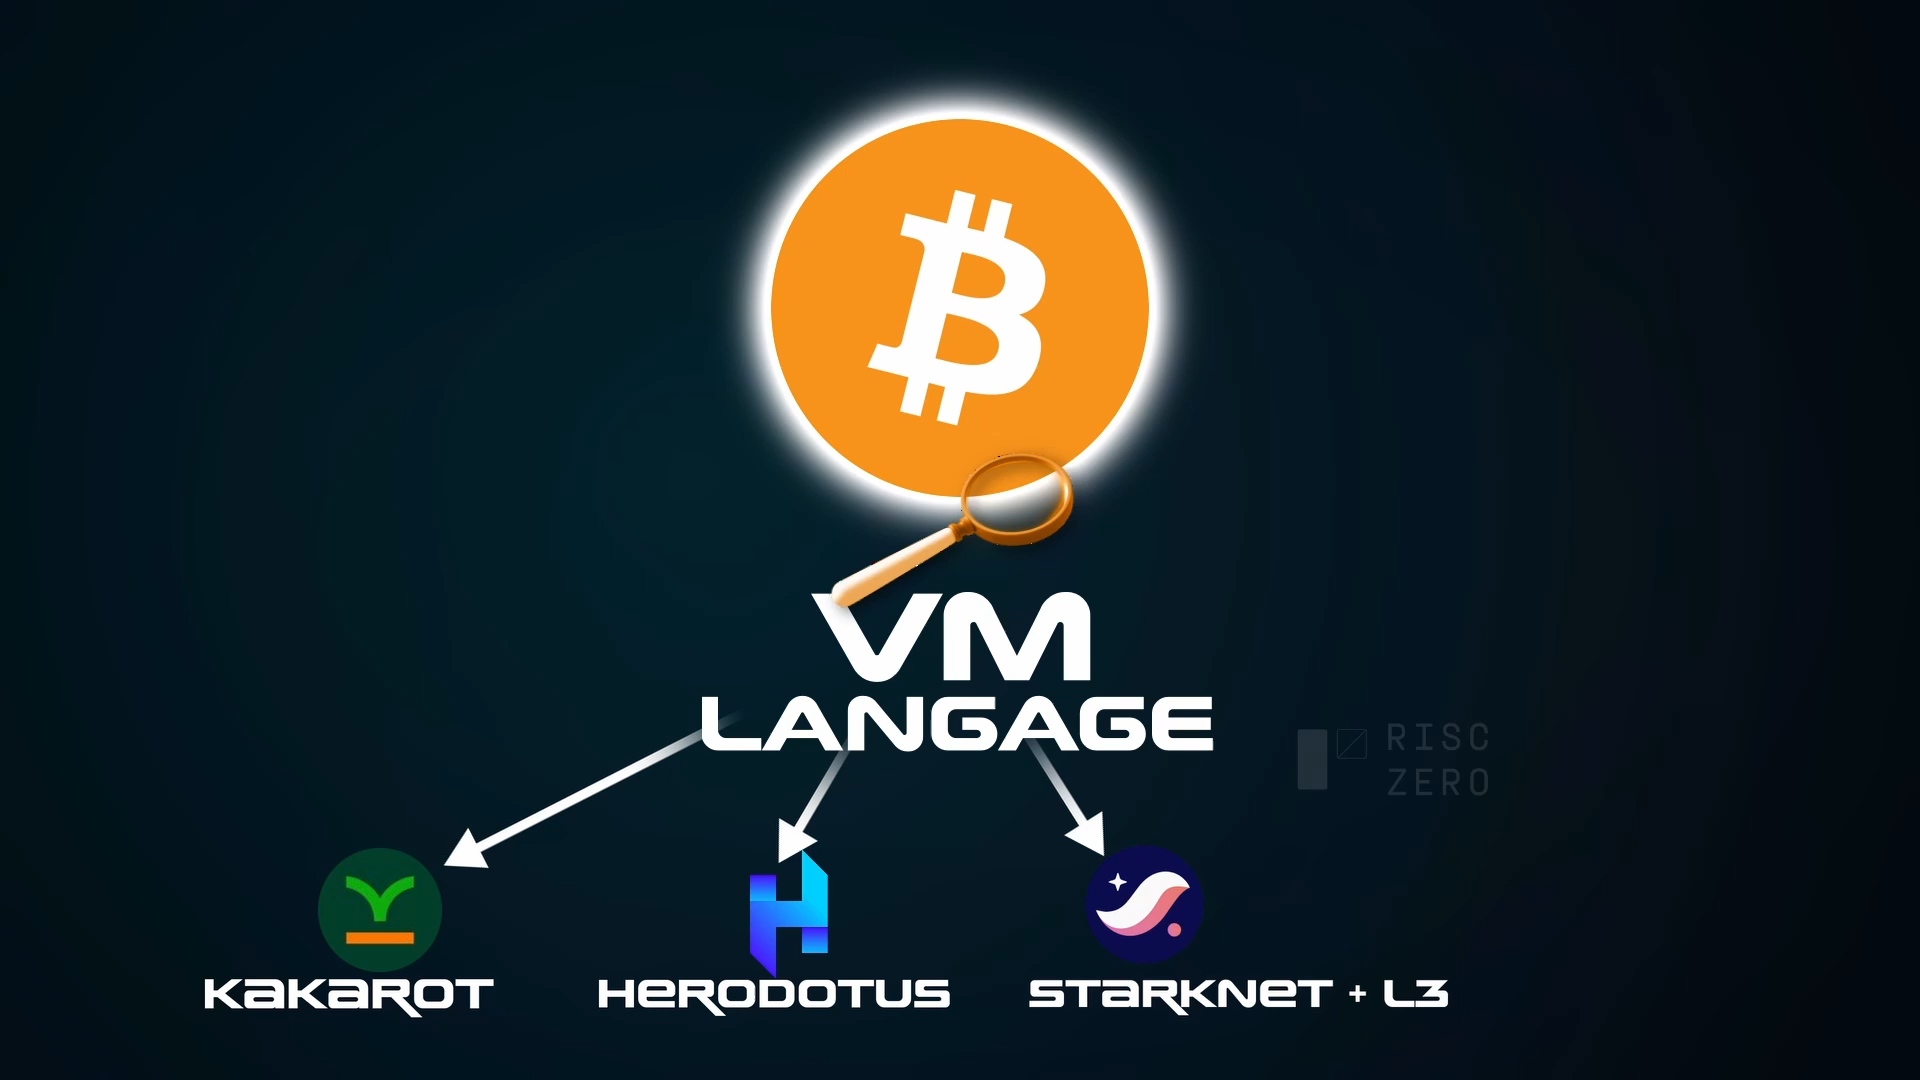 VM
LANGAGE
RISC
ZERO
KAKAROT
HERODOTUS
STARKNET + L3